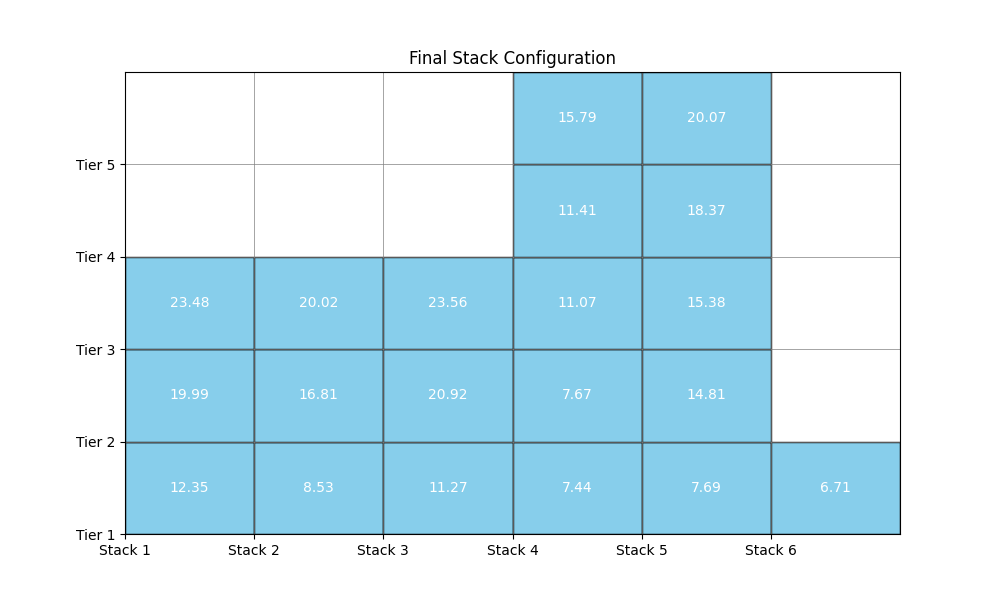 Final Stack Configuration
15.79 20.07
Tier 5
11.41 18.37
Tier 4
23.48 20.02 23.56 11.07 15.38
Tier 3
19.99 16.81 20.92 7.67 14.81
Tier 2
12.35 8.53 11.27 7.44 7.69 6.71
Tier 1
Stack 1 Stack 2 Stack 3 Stack 4 Stack 5 Stack 6